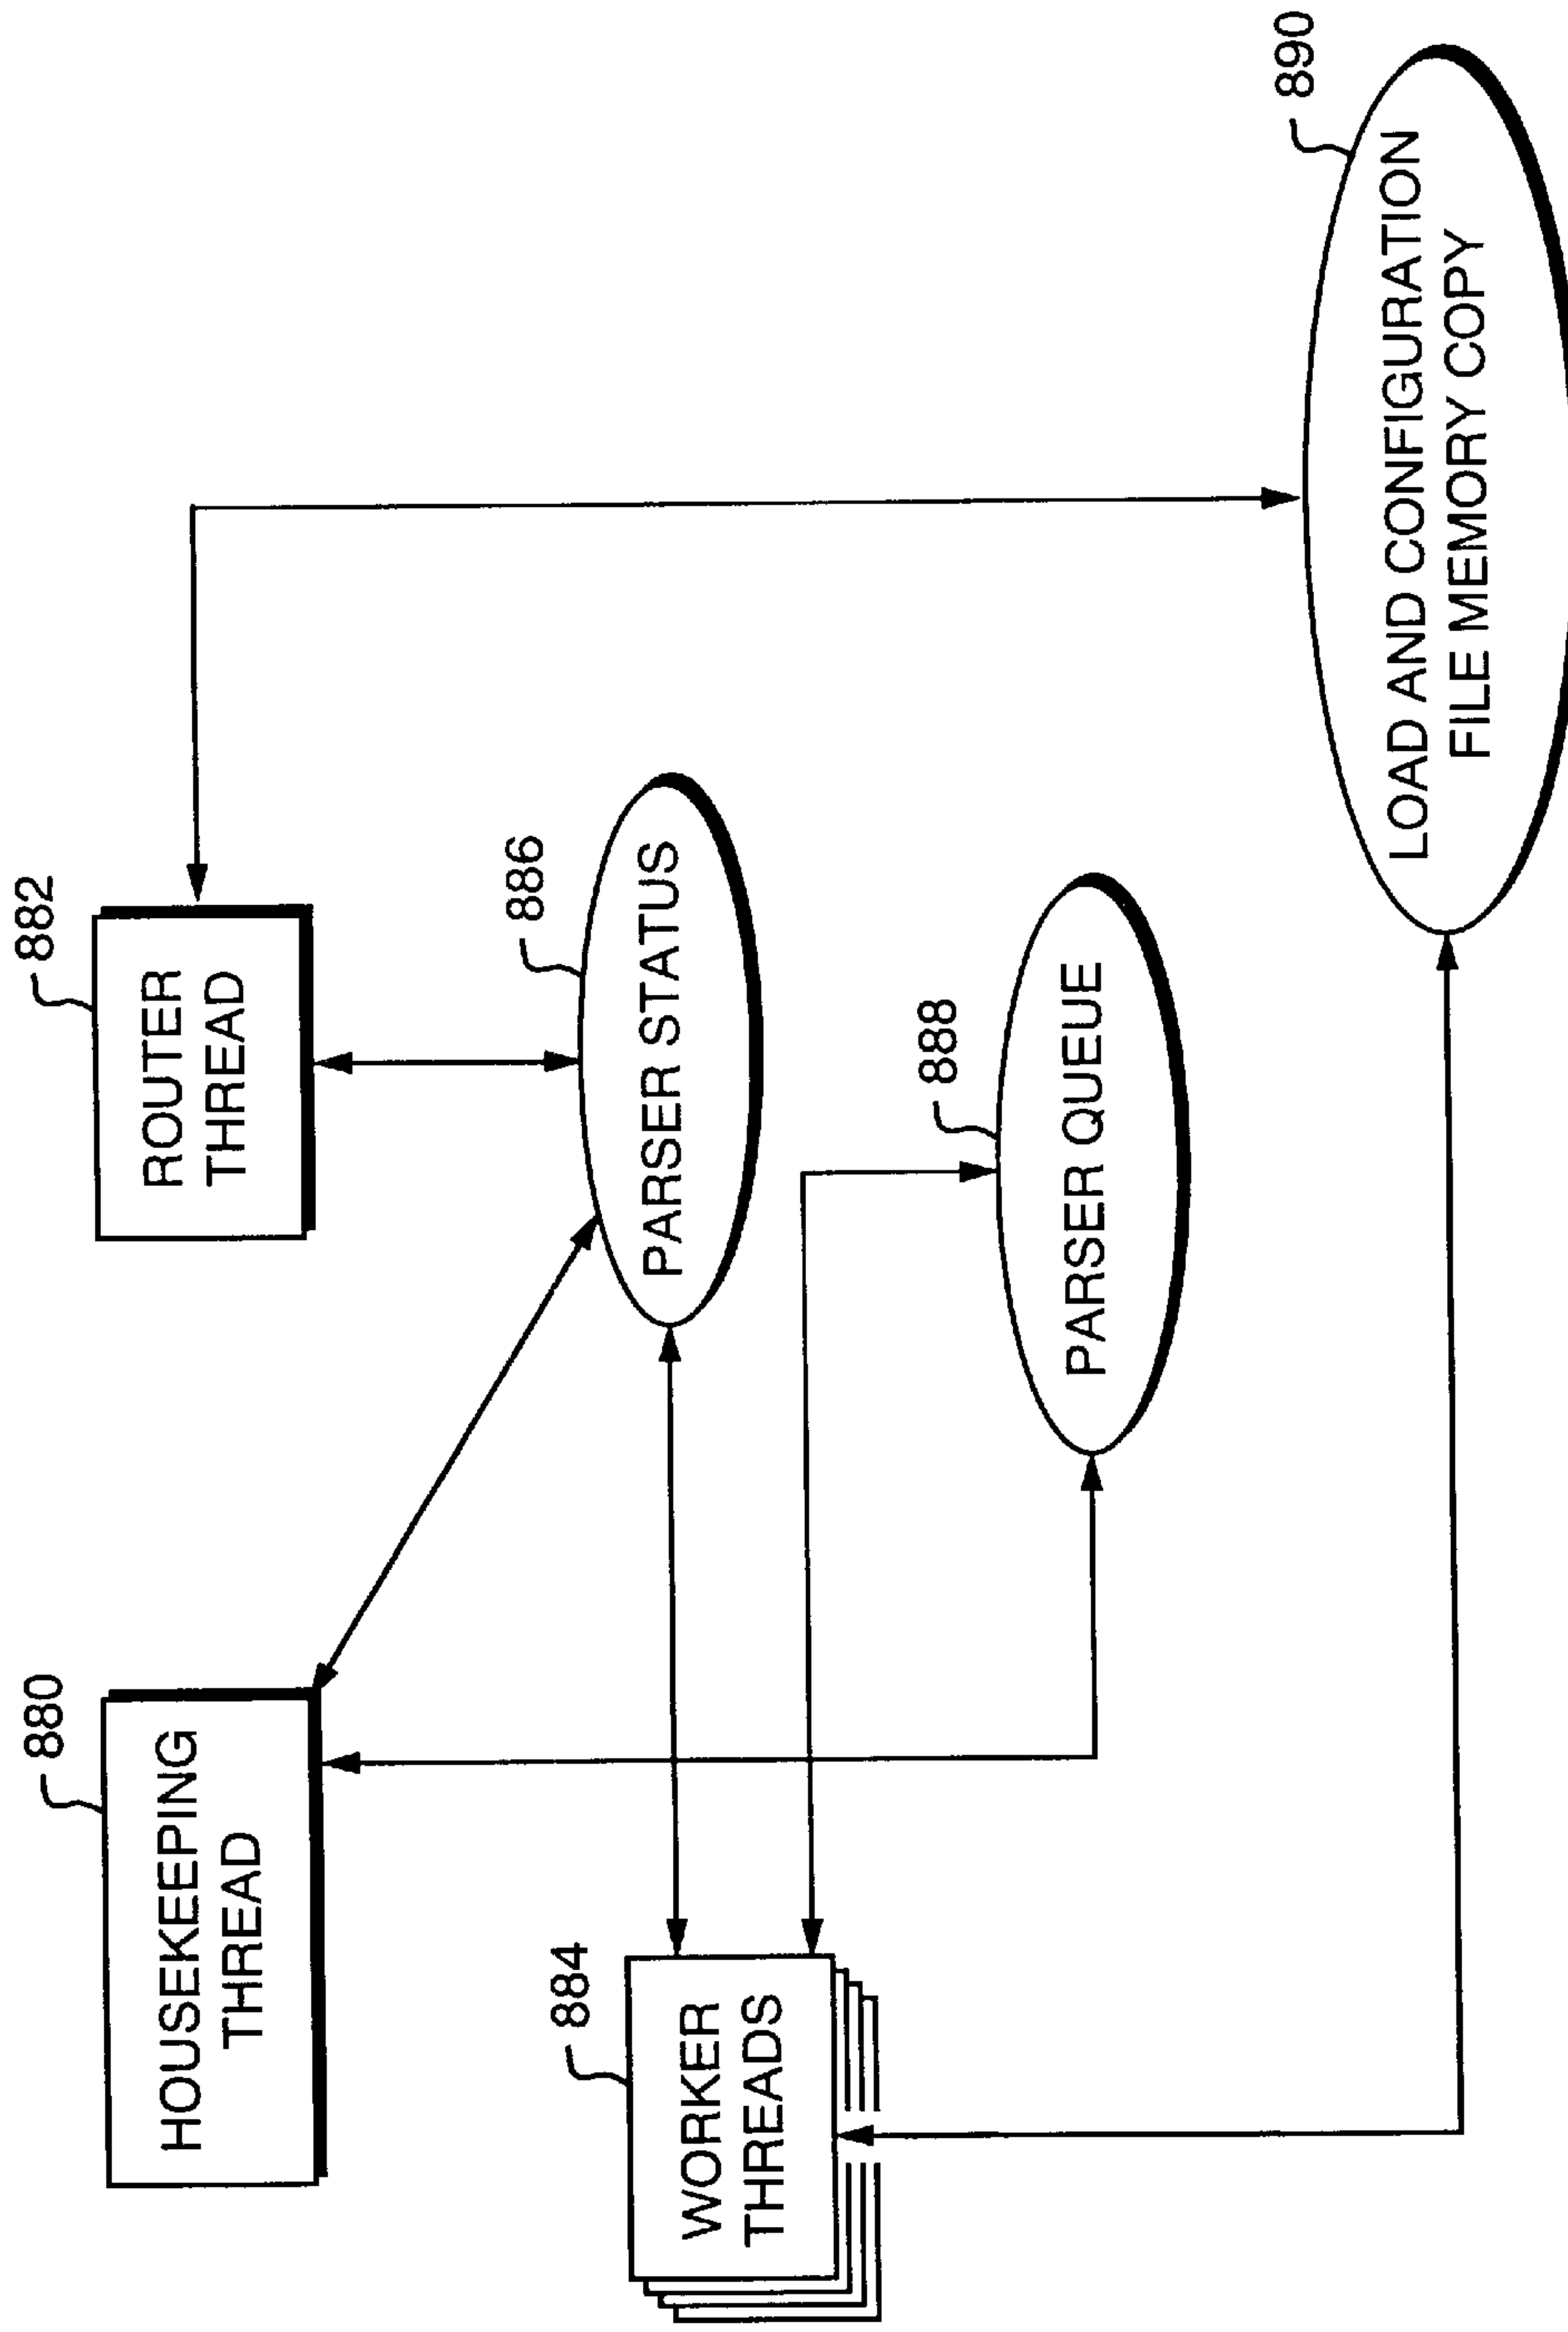 880
HOUSEKEEPING
THREAD
882
ROUTER
THREAD
884
WORKER
THREADS
886
PARSER STATUS
888
PARSER QUEUE
890
LOAD AND CONFIGURATION
FILE MEMORY COPY